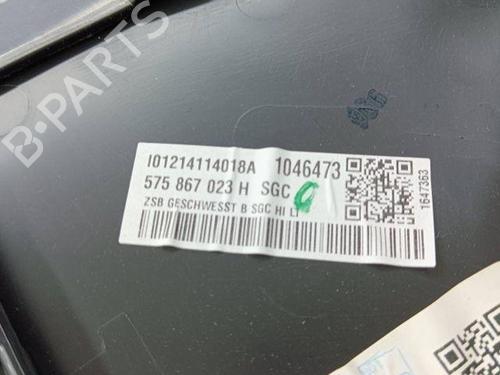 B-PARTS
I01214114018A 1046473
575 867 023 H SGC
ZSB GESCHWESST B SGC HI LI
1647363